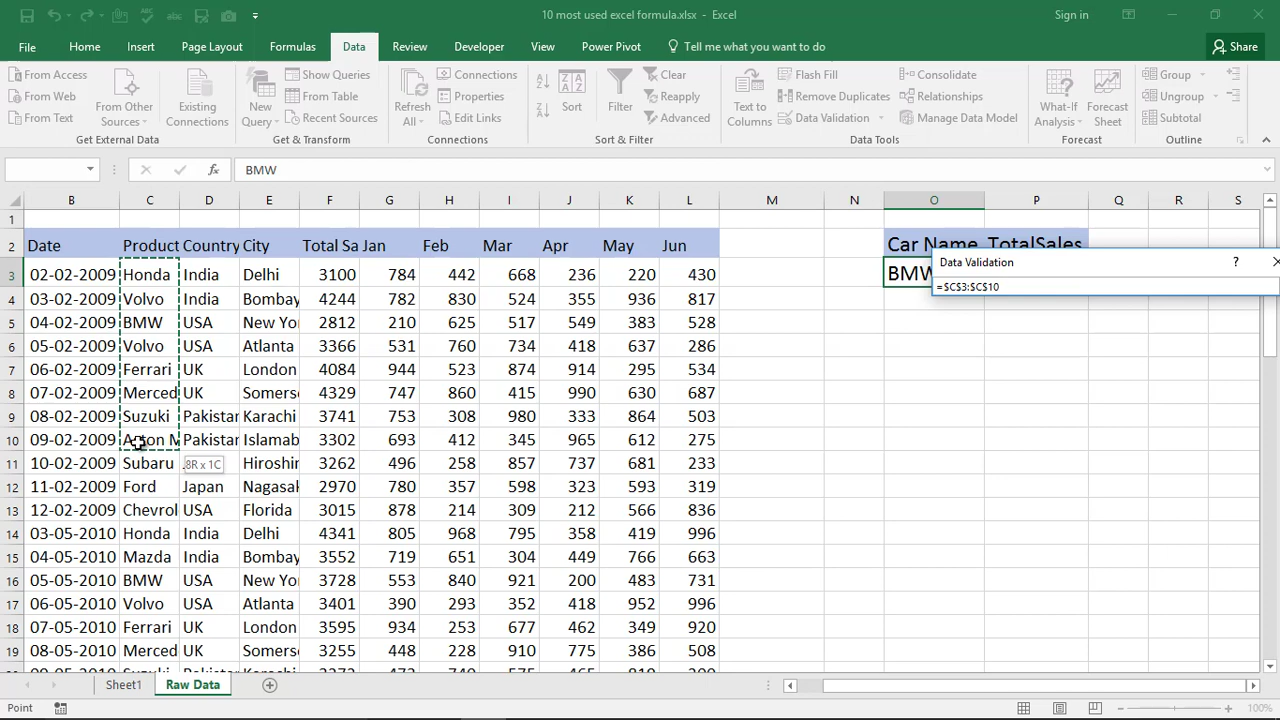 10 most used excel formula.xlsx - Excel
Sign in
File Home Insert Page Layout Formulas Data Review Developer View Power Pivot Tell me what you want to do Share
From Access
From Web
From Text
From Other Sources
Existing Connections
Get External Data
New Query
Show Queries
From Table
Recent Sources
Get & Transform
Refresh All
Connections
Properties
Edit Links
Connections
Sort
Filter
Clear
Reapply
Advanced
Sort & Filter
Text to Columns
Flash Fill
Remove Duplicates
Data Validation
Consolidate
Relationships
Manage Data Model
Data Tools
What-If Analysis
Forecast Sheet
Forecast
Group
Ungroup
Subtotal
Outline
fx BMW
B C D E F G H I J K L M N O P Q R S
1
2 Date Product Country City Total Sa Jan Feb Mar Apr May Jun Car Name TotalSales
Data Validation ?
=$C$3:$C$10
3 02-02-2009 Honda India Delhi 3100 784 442 668 236 220 430 BMW
4 03-02-2009 Volvo India Bombay 4244 782 830 524 355 936 817
5 04-02-2009 BMW USA New Yo 2812 210 625 517 549 383 528
6 05-02-2009 Volvo USA Atlanta 3366 531 760 734 418 637 286
7 06-02-2009 Ferrari UK London 4084 944 523 874 914 295 534
8 07-02-2009 Merced UK Somerse 4329 747 860 415 990 630 687
9 08-02-2009 Suzuki Pakistan Karachi 3741 753 308 980 333 864 503
10 09-02-2009 M Pakistan Islamab 3302 693 412 345 965 612 275
11 10-02-2009 Subaru 8R x 1C Hiroshin 3262 496 258 857 737 681 233
12 11-02-2009 Ford Japan Nagasak 2970 780 357 598 323 593 319
13 12-02-2009 Chevrol USA Florida 3015 878 214 309 212 566 836
14 03-05-2010 Honda India Delhi 4341 805 968 795 358 419 996
15 04-05-2010 Mazda India Bombay 3552 719 651 304 449 766 663
16 05-05-2010 BMW USA New Yo 3728 553 840 921 200 483 731
17 06-05-2010 Volvo USA Atlanta 3401 390 293 352 418 952 996
18 07-05-2010 Ferrari UK London 3595 934 253 677 462 349 920
19 08-05-2010 Merced UK Somerse 3255 448 228 790 775 386 508
Sheet1 Raw Data
Point 100%